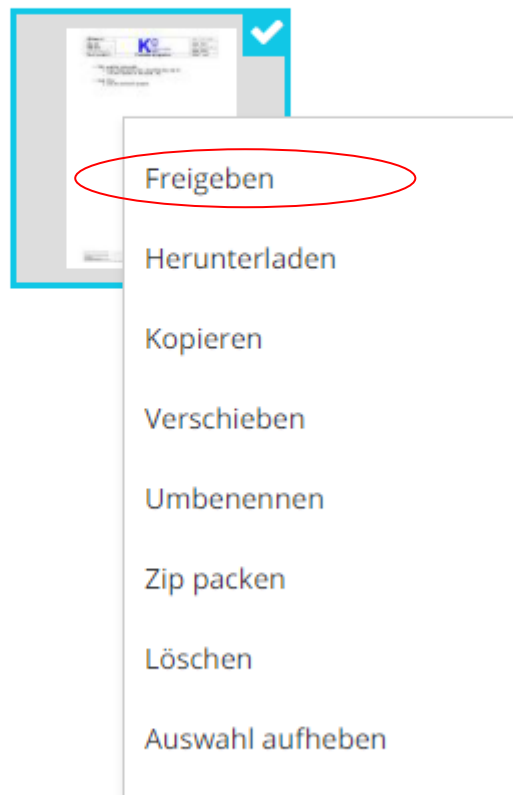 K
Freigeben
Herunterladen
Kopieren
Verschieben
Umbenennen
Zip packen
Löschen
Auswahl aufheben